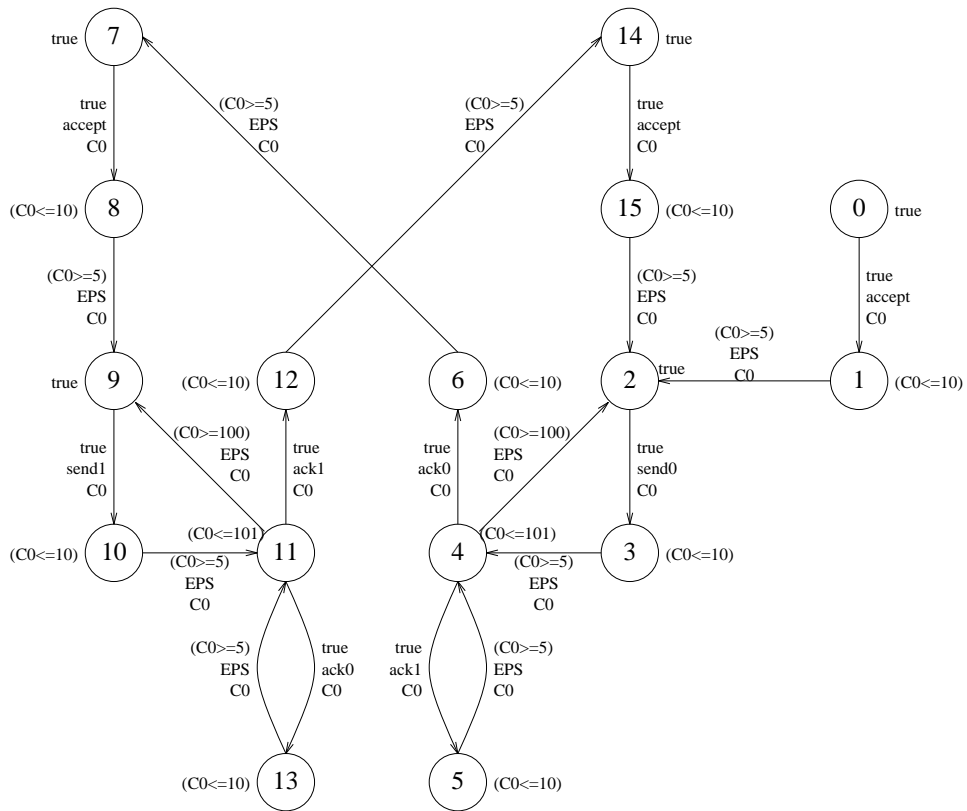 true
7
14
true
true
accept
C0
(C0>=5)
EPS
C0
(C0>=5)
EPS
C0
true
accept
C0
(C0<=10)
8
15
(C0<=10)
0
true
(C0>=5)
EPS
C0
(C0>=5)
EPS
C0
true
accept
C0
true
9
(C0<=10)
12
6
(C0<=10)
2
true
(C0>=5)
EPS
C0
1
(C0<=10)
true
send1
C0
(C0>=100)
EPS
C0
true
ack1
C0
true
ack0
C0
(C0>=100)
EPS
C0
true
send0
C0
(C0<=10)
10
(C0<=101)
11
4
(C0<=101)
3
(C0<=10)
(C0>=5)
EPS
C0
(C0>=5)
EPS
C0
(C0>=5)
EPS
C0
true
ack0
C0
true
ack1
C0
(C0>=5)
EPS
C0
(C0<=10)
13
5
(C0<=10)